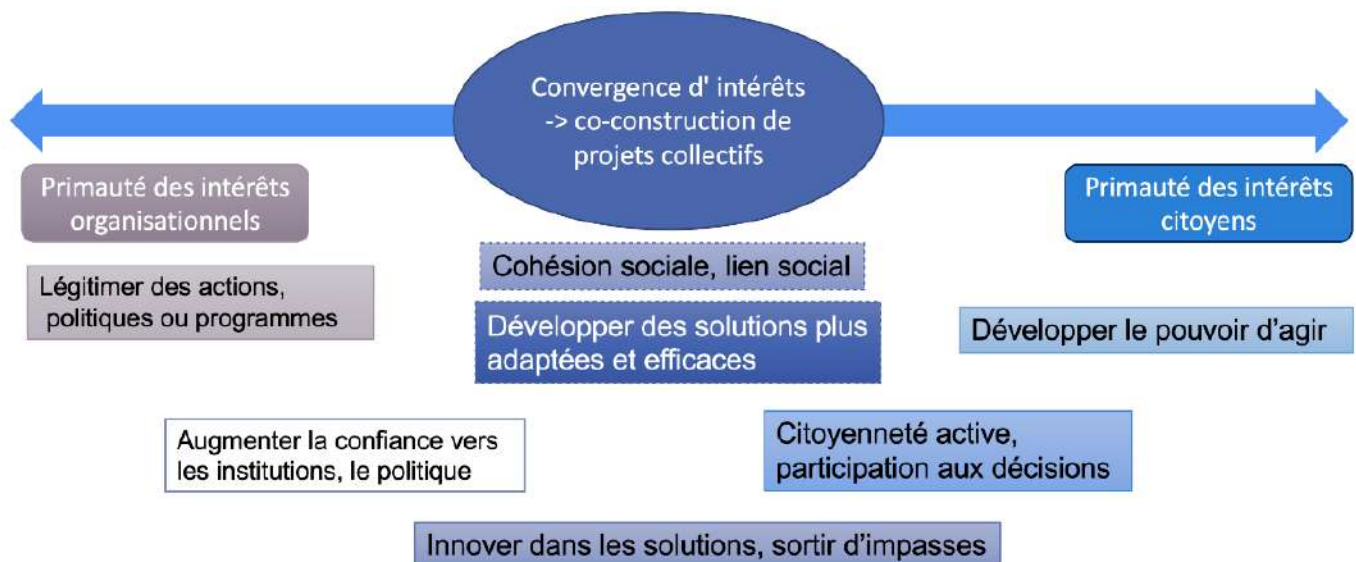 Convergence d' intérêts
-> co-construction de
projets collectifs
Primauté des intérêts
organisationnels
Primauté des intérêts
citoyens
Cohésion sociale, lien social
Légitimer des actions,
politiques ou programmes
Développer des solutions plus
adaptées et efficaces
Développer le pouvoir d’agir
Augmenter la confiance vers
les institutions, le politique
Citoyenneté active,
participation aux décisions
Innover dans les solutions, sortir d’impasses